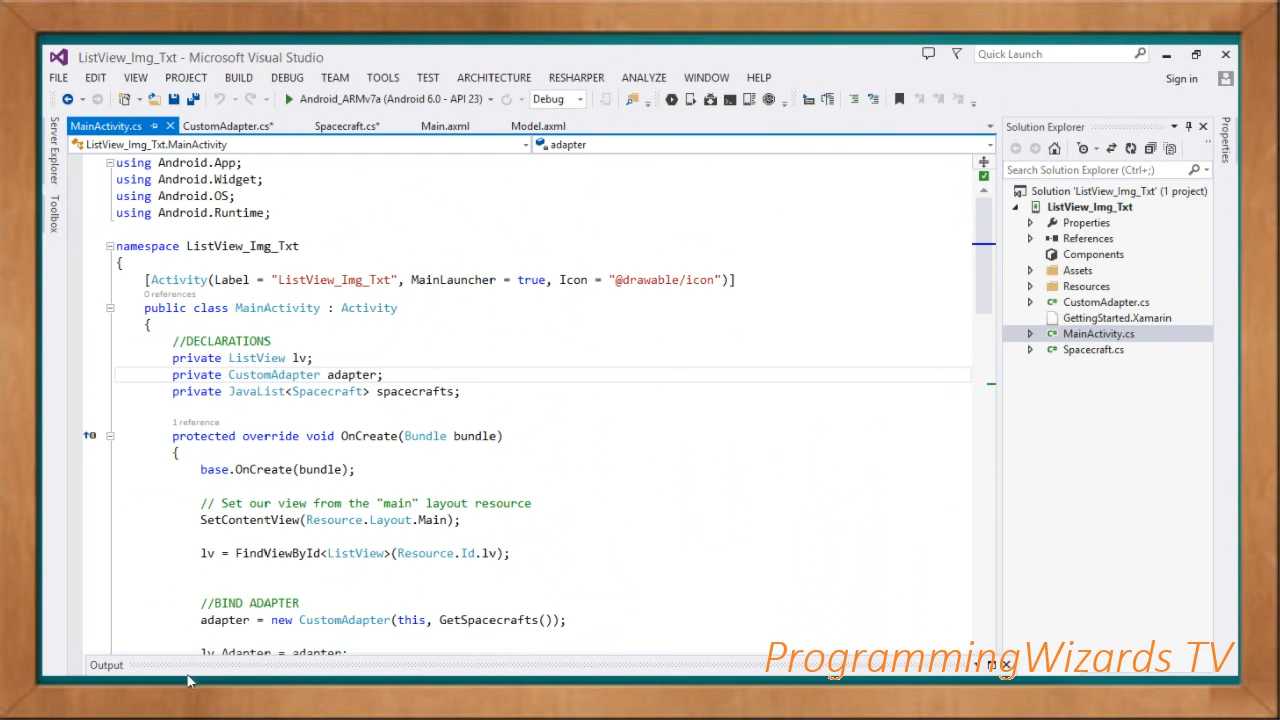 ListView_Img_Txt - Microsoft Visual Studio
Quick Launch
FILE EDIT VIEW PROJECT BUILD DEBUG TEAM TOOLS TEST ARCHITECTURE RESHARPER ANALYZE WINDOW HELP
Sign in
Android_ARMv7a (Android 6.0 - API 23) Debug
Server Explorer
Toolbox
MainActivity.cs CustomAdapter.cs* Spacecraft.cs* Main.axml Model.axml
ListView_Img_Txt.MainActivity adapter
using Android.App;
using Android.Widget;
using Android.OS;
using Android.Runtime;
namespace ListView_Img_Txt
{
[Activity(Label = "ListView_Img_Txt", MainLauncher = true, Icon = "@drawable/icon")]
0 references
public class MainActivity : Activity
{
//DECLARATIONS
private ListView lv;
private CustomAdapter adapter;
private JavaList<Spacecraft> spacecrafts;
1 reference
protected override void OnCreate(Bundle bundle)
{
base.OnCreate(bundle);
// Set our view from the "main" layout resource
SetContentView(Resource.Layout.Main);
lv = FindViewById<ListView>(Resource.Id.lv);
//BIND ADAPTER
adapter = new CustomAdapter(this, GetSpacecrafts());
lv.Adapter = adapter;
Output
Solution Explorer
Search Solution Explorer (Ctrl+;)
Solution 'ListView_Img_Txt' (1 project)
ListView_Img_Txt
Properties
References
Components
Assets
Resources
CustomAdapter.cs
GettingStarted.Xamarin
MainActivity.cs
Spacecraft.cs
Properties
ProgrammingWizards TV